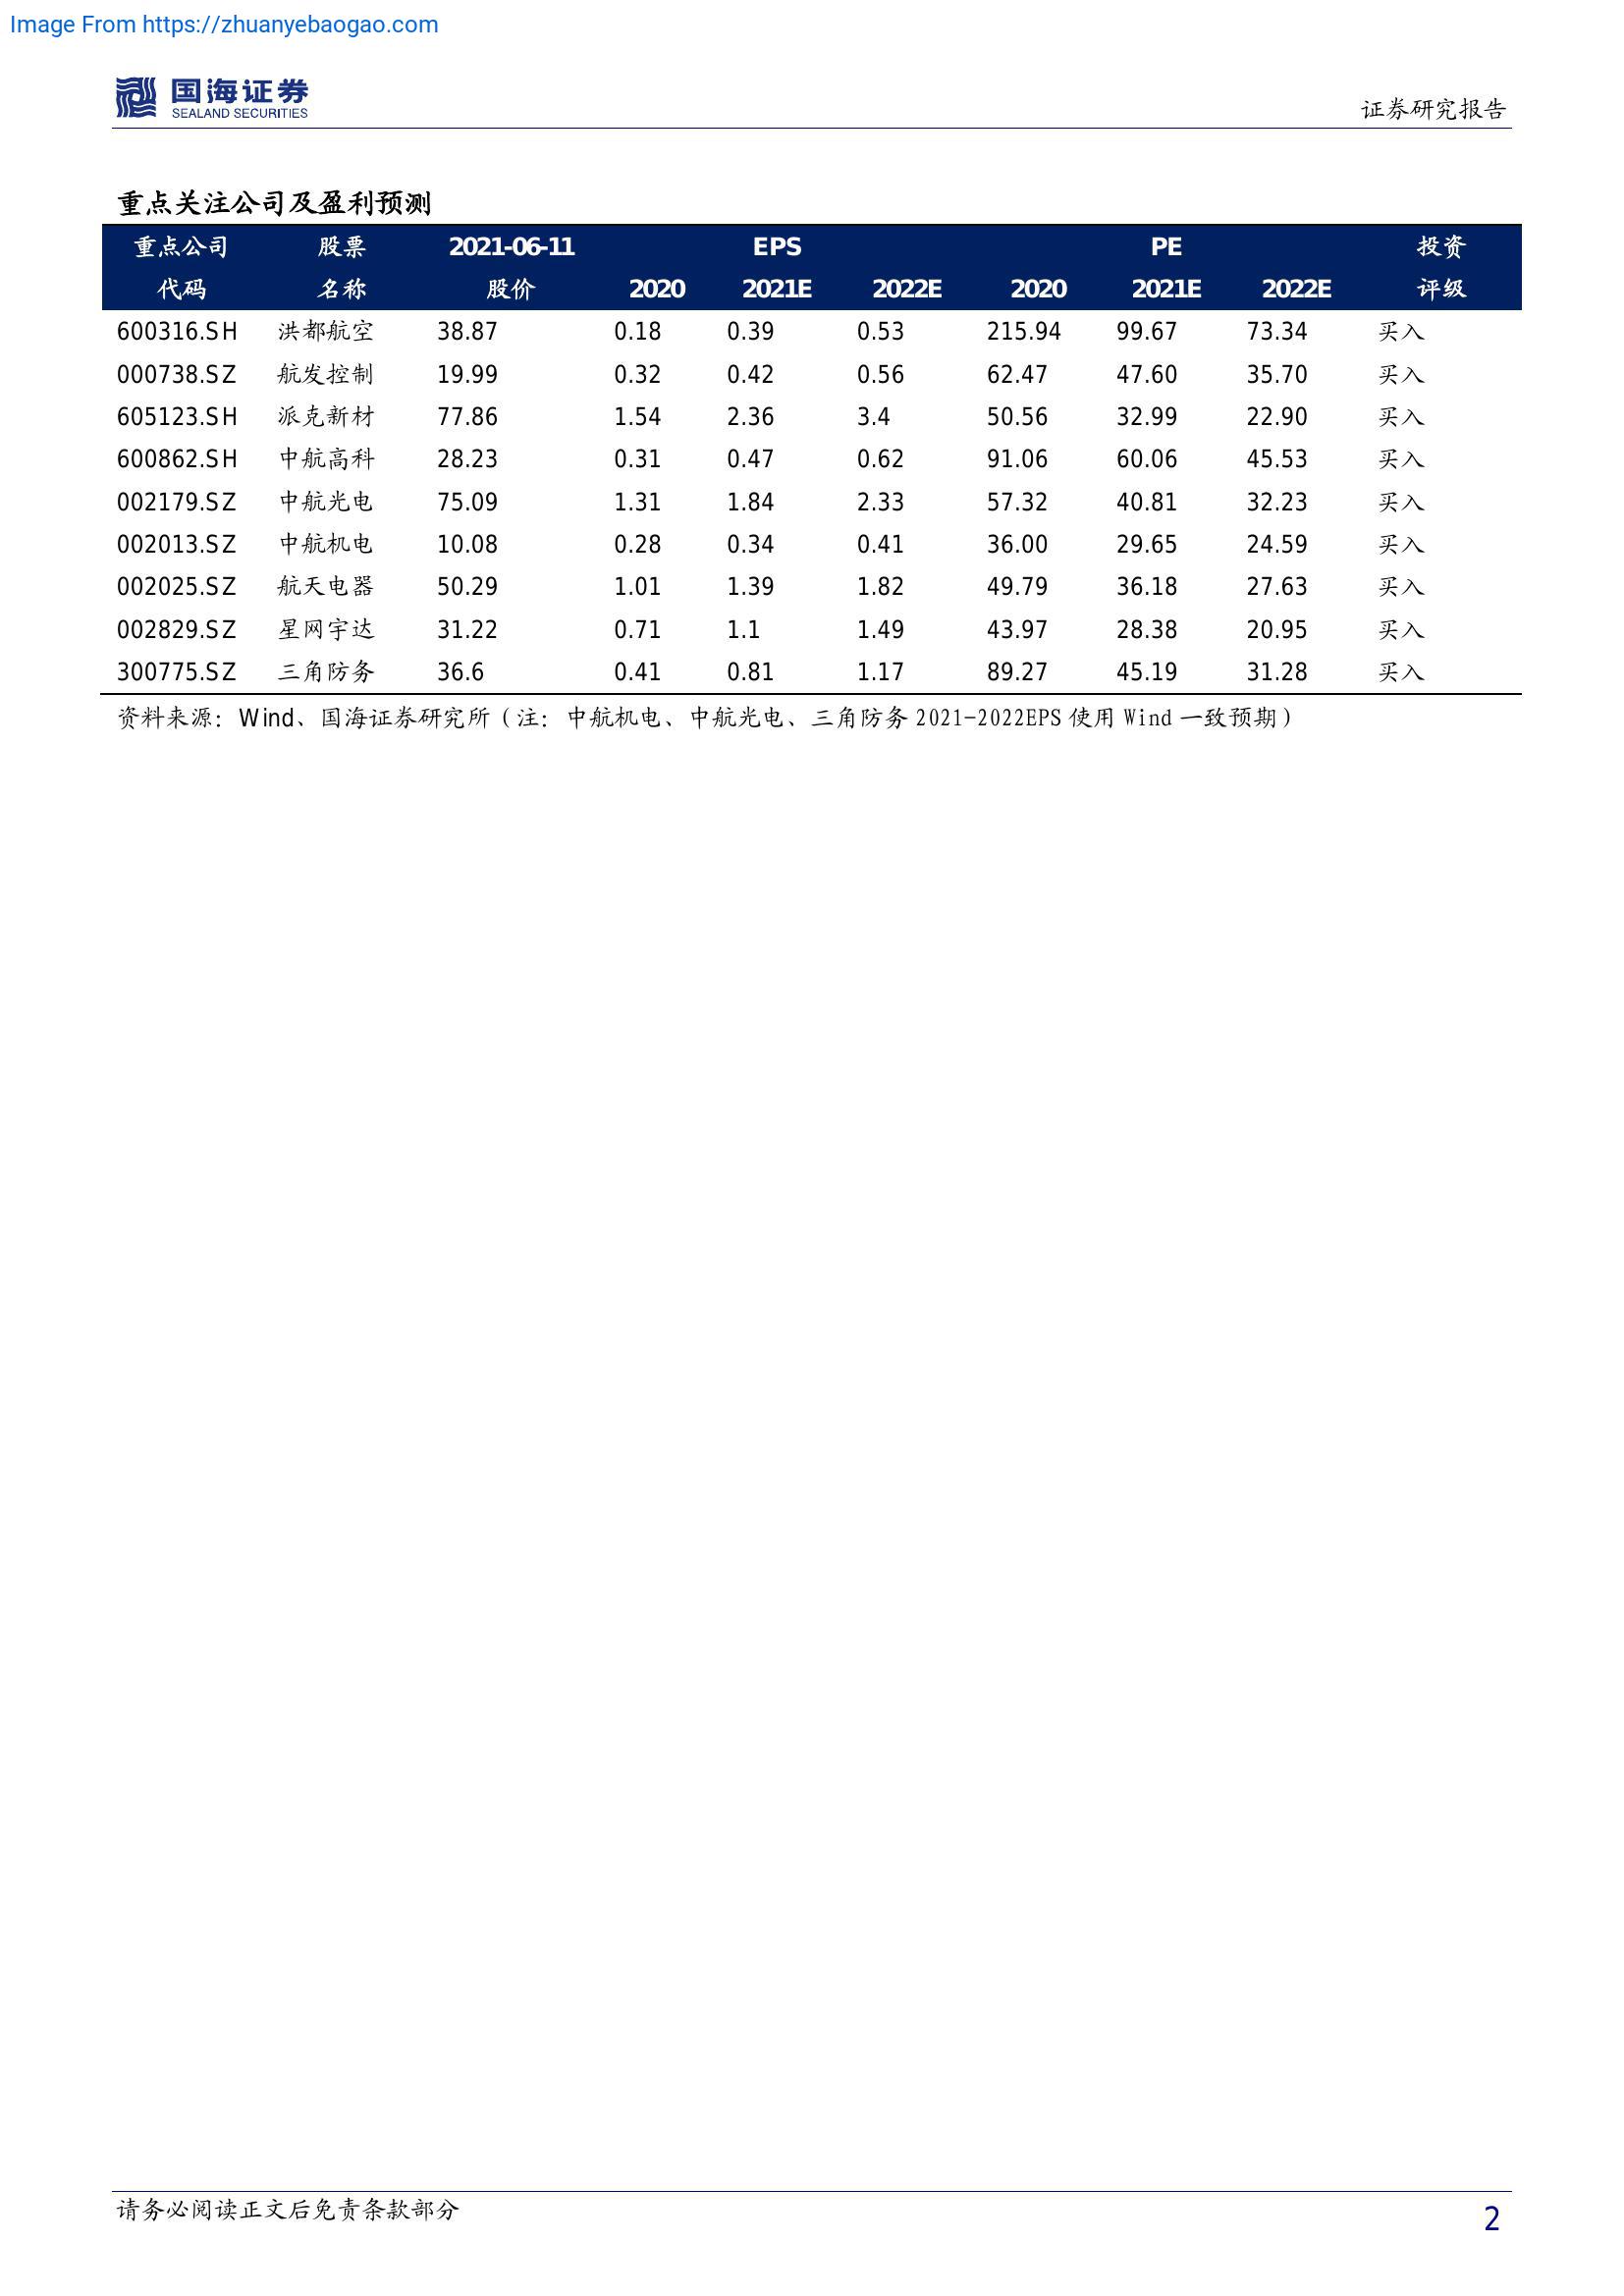 Image From https://zhuanyebaogao.com
国海证券
SEALAND SECURITIES
证券研究报告
重点关注公司及盈利预测
重点公司 股票 2021-06-11 EPS PE 投资
代码 名称 股价 2020 2021E 2022E 2020 2021E 2022E 评级
600316.SH 洪都航空 38.87 0.18 0.39 0.53 215.94 99.67 73.34 买入
000738.SZ 航发控制 19.99 0.32 0.42 0.56 62.47 47.60 35.70 买入
605123.SH 派克新材 77.86 1.54 2.36 3.4 50.56 32.99 22.90 买入
600862.SH 中航高科 28.23 0.31 0.47 0.62 91.06 60.06 45.53 买入
002179.SZ 中航光电 75.09 1.31 1.84 2.33 57.32 40.81 32.23 买入
002013.SZ 中航机电 10.08 0.28 0.34 0.41 36.00 29.65 24.59 买入
002025.SZ 航天电器 50.29 1.01 1.39 1.82 49.79 36.18 27.63 买入
002829.SZ 星网宇达 31.22 0.71 1.1 1.49 43.97 28.38 20.95 买入
300775.SZ 三角防务 36.6 0.41 0.81 1.17 89.27 45.19 31.28 买入
资料来源：Wind、国海证券研究所（注：中航机电、中航光电、三角防务 2021-2022EPS 使用 Wind 一致预期）
请务必阅读正文后免责条款部分
2